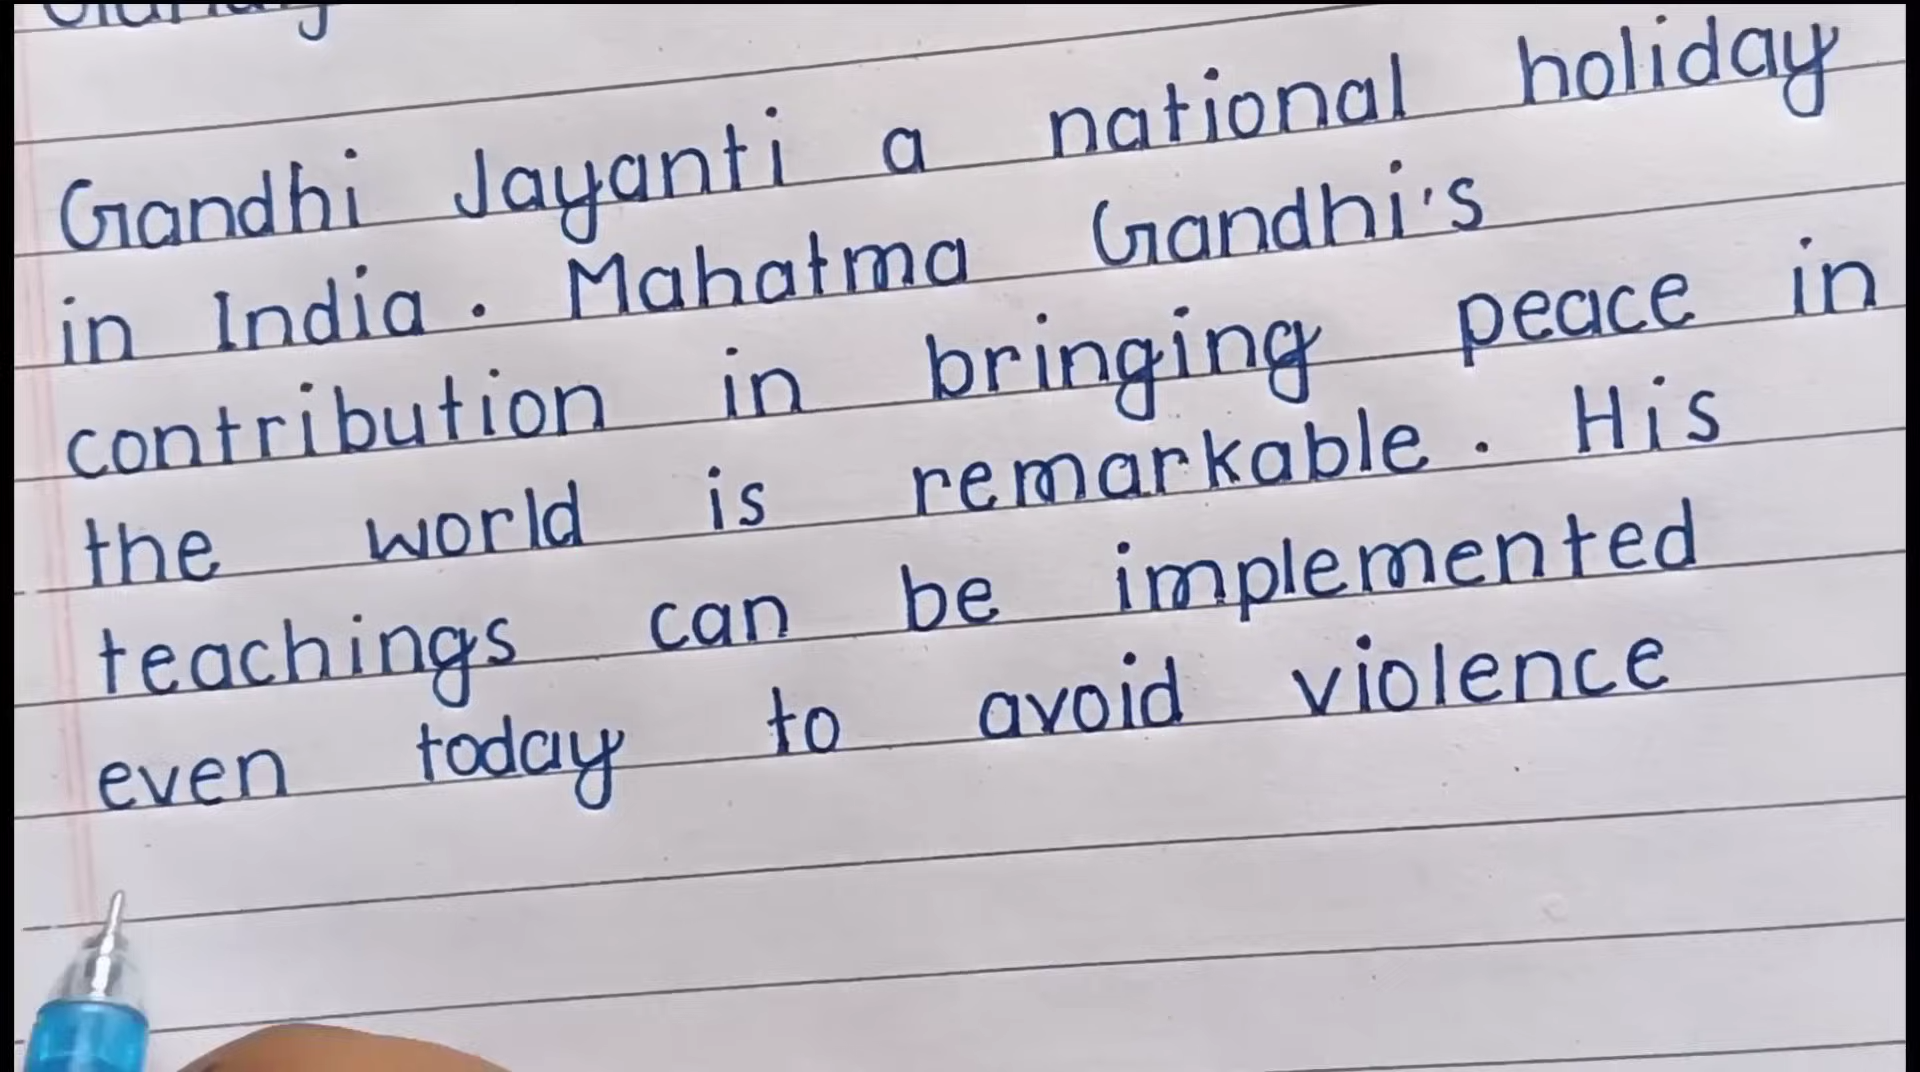 Gandhi Jayanti a national holiday
in India. Mahatma Gandhi's
contribution in bringing peace in
the world is remarkable. His
teachings can be implemented
even today to avoid violence